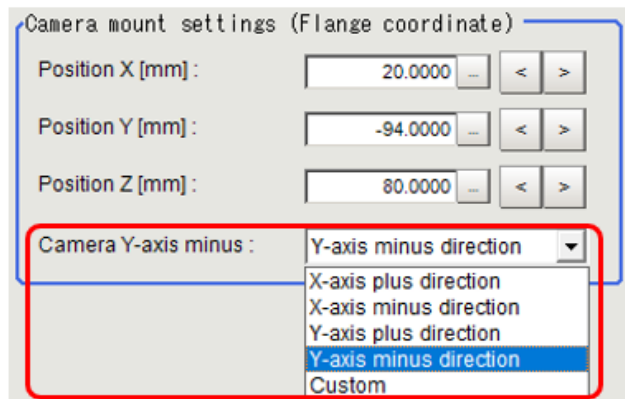 Camera mount settings (Flange coordinate)
Position X [mm] : 20.0000 ... < >
Position Y [mm] : -94.0000 ... < >
Position Z [mm] : 80.0000 ... < >
Camera Y-axis minus : Y-axis minus direction
X-axis plus direction
X-axis minus direction
Y-axis plus direction
Y-axis minus direction
Custom